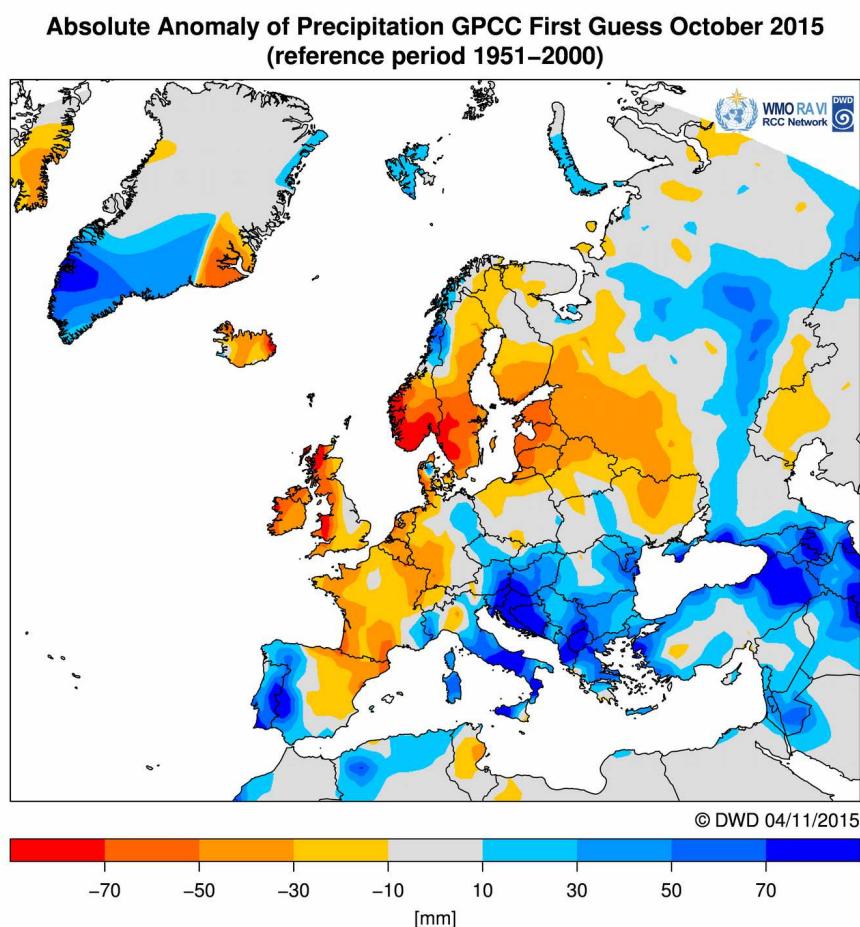 Absolute Anomaly of Precipitation GPCC First Guess October 2015
(reference period 1951−2000)
WMO RA VI
RCC Network
DWD
© DWD 04/11/2015
−70 −50 −30 −10 10 30 50 70
[mm]